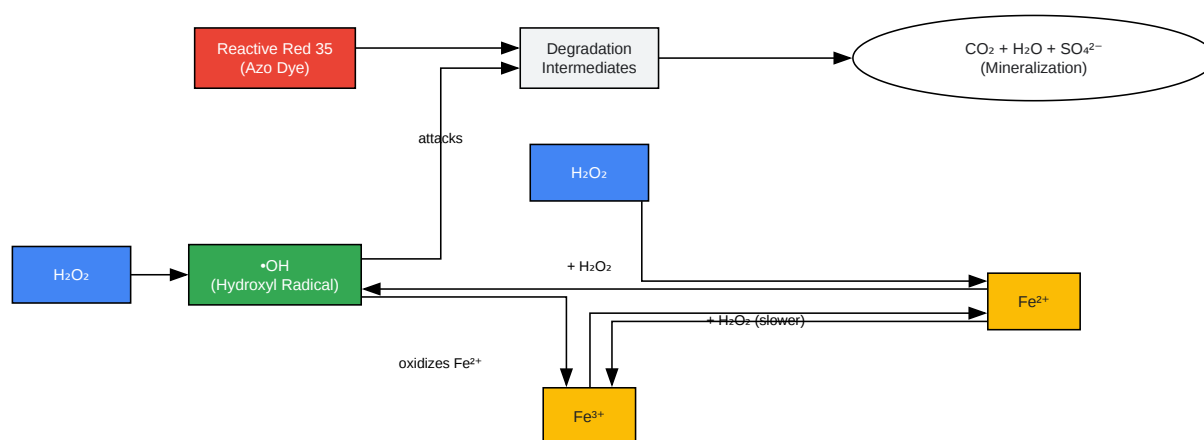 Reactive Red 35
(Azo Dye)
Degradation
Intermediates
CO₂ + H₂O + SO₄²⁻
(Mineralization)
attacks
H₂O₂
H₂O₂
•OH
(Hydroxyl Radical)
+ H₂O₂
Fe²⁺
+ H₂O₂ (slower)
oxidizes Fe²⁺
Fe³⁺